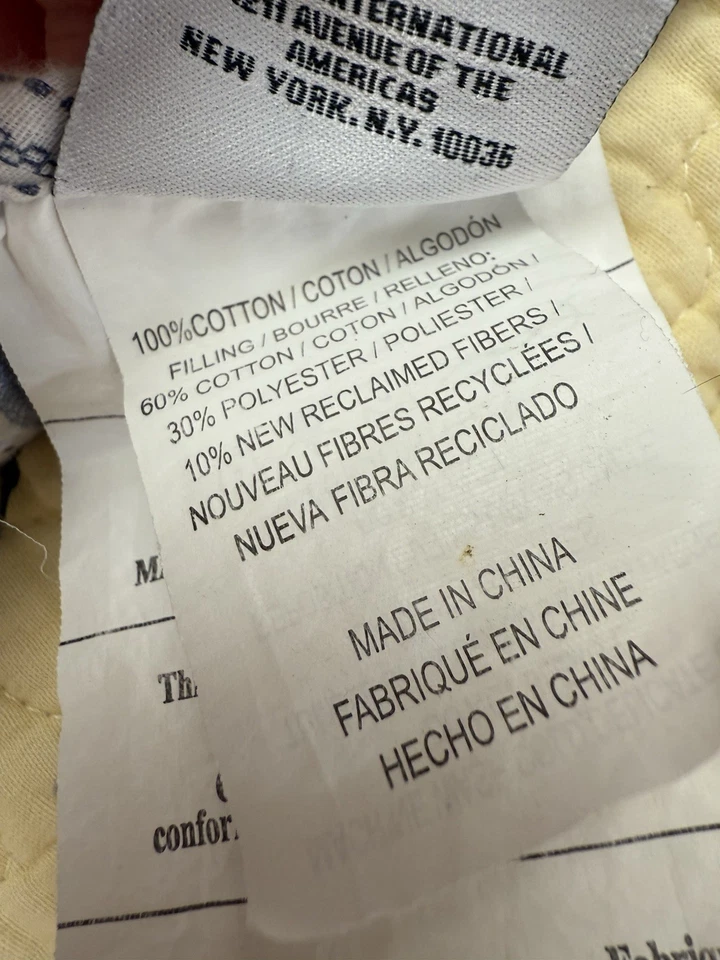 INTERNATIONAL
1211 AVENUE OF THE
AMERICAS
NEW YORK. N.Y. 10036
100%COTTON / COTON / ALGODÓN
FILLING / BOURRE / RELLENO:
60% COTTON / COTON / ALGODÓN /
30% POLYESTER / POLIESTER /
10% NEW RECLAIMED FIBERS /
NOUVEAU FIBRES RECYCLÉES /
NUEVA FIBRA RECICLADO
MADE IN CHINA
FABRIQUÉ EN CHINE
HECHO EN CHINA